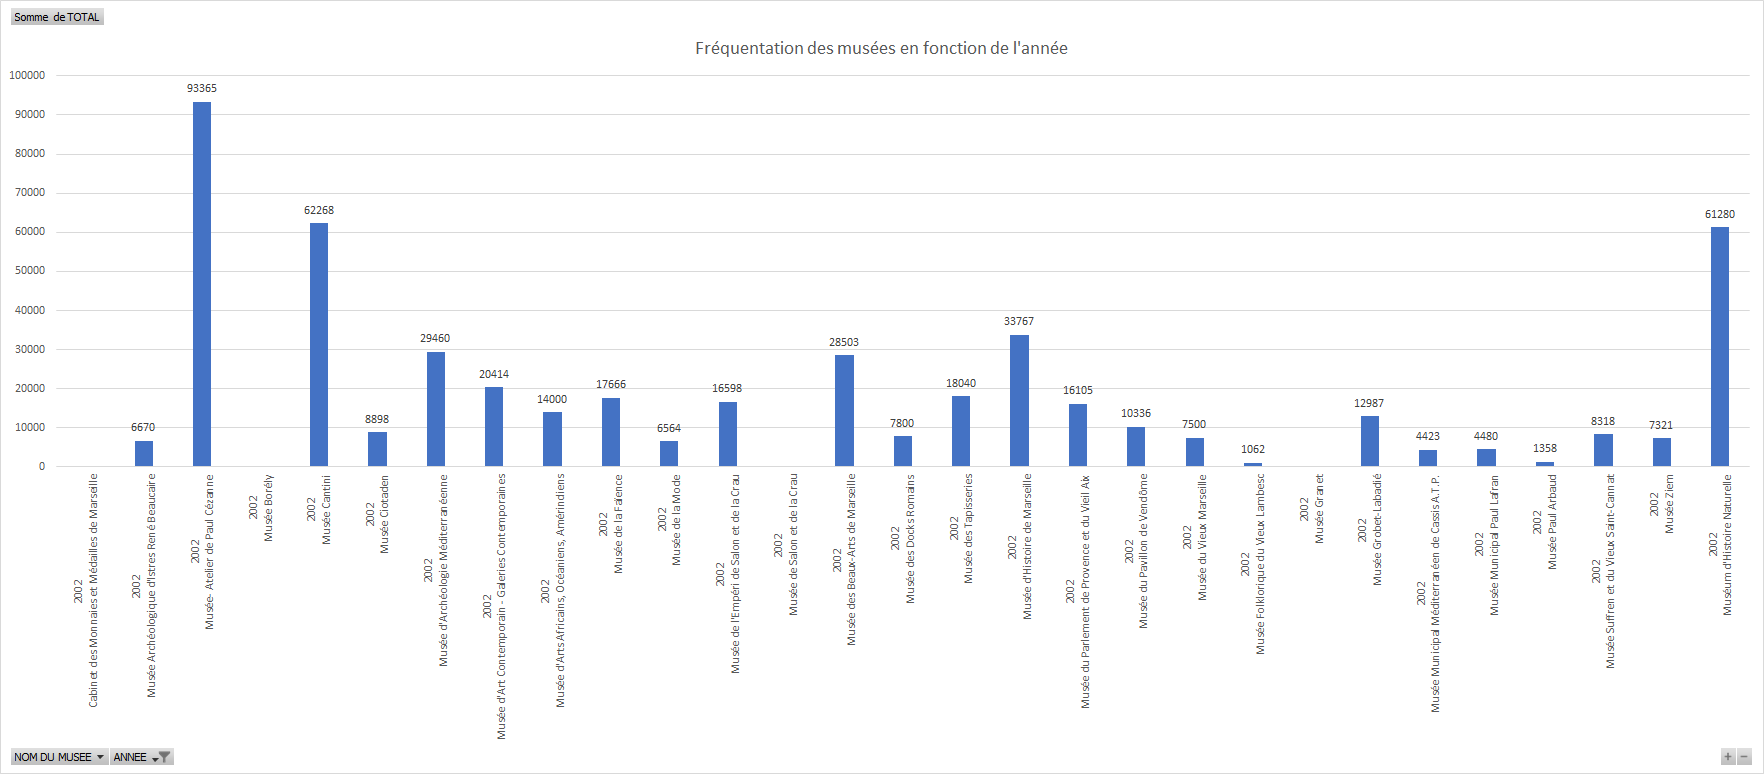 Somme de TOTAL
Fréquentation des musées en fonction de l'année
100000
90000
80000
70000
60000
50000
40000
30000
20000
10000
0
6670
93365
62268
8898
29460
20414
14000
17666
6564
16598
28503
7800
18040
33767
16105
10336
7500
1062
12987
4423
4480
1358
8318
7321
61280
2002
Cabinet des Monnaies et Médailles de Marseille
2002
Musée Archéologique d'Istres René Beaucaire
2002
Musée- Atelier de Paul Cézanne
2002
Musée Borély
2002
Musée Cantini
2002
Musée Ciotaden
2002
Musée d'Archéologie Méditerranéenne
2002
Musée d'Art Contemporain - Galeries Contemporaines
2002
Musée d'Arts Africains, Océaniens, Amérindiens
2002
Musée de la Faïence
2002
Musée de la Mode
2002
Musée de l'Empéri de Salon et de la Crau
2002
Musée de Salon et de la Crau
2002
Musée des Beaux-Arts de Marseille
2002
Musée des Docks Romains
2002
Musée des Tapisseries
2002
Musée d'Histoire de Marseille
2002
Musée du Parlement de Provence et du Vieil Aix
2002
Musée du Pavillon de Vendôme
2002
Musée du Vieux Marseille
2002
Musée Folklorique du Vieux Lambesc
2002
Musée Granet
2002
Musée Grobet-Labadié
2002
Musée Municipal Méditerranéen de Cassis A.T.P.
2002
Musée Municipal Paul Lafran
2002
Musée Paul Arbaud
2002
Musée Suffren et du Vieux Saint-Cannat
2002
Musée Ziem
2002
Muséum d'Histoire Naturelle
NOM DU MUSEE
ANNEE
+ −